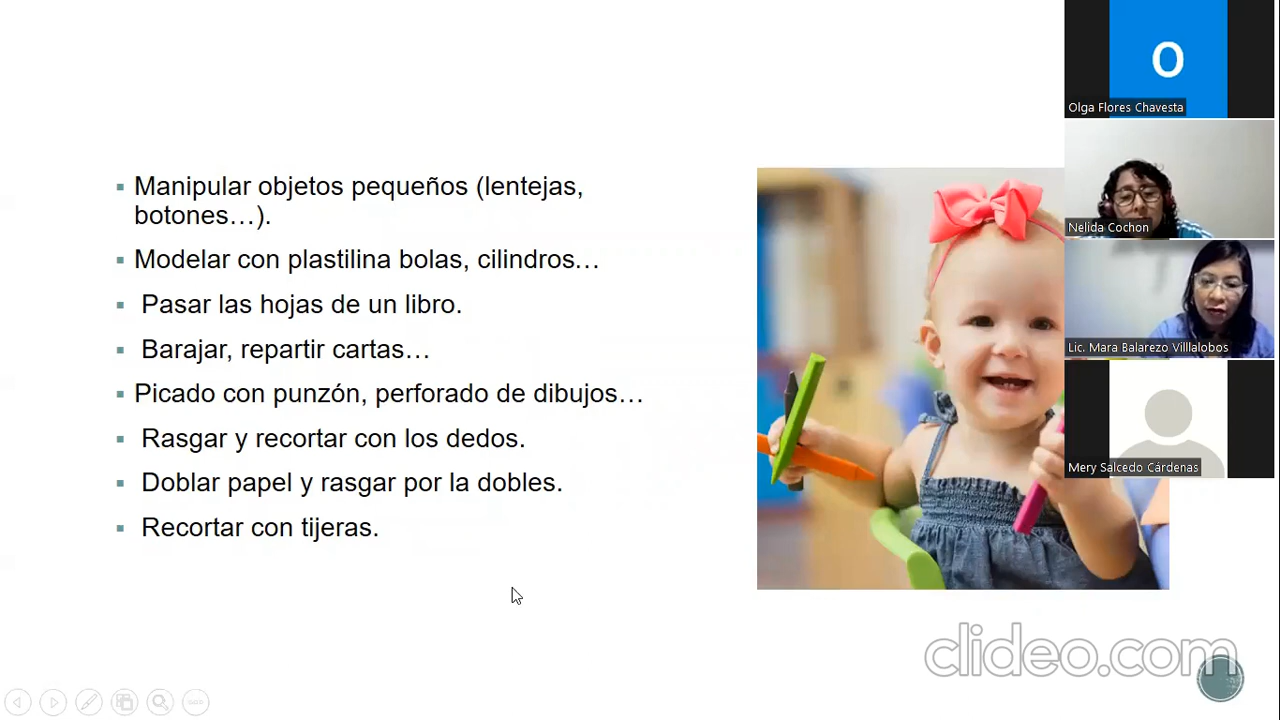 Manipular objetos pequeños (lentejas,
botones…).
Modelar con plastilina bolas, cilindros…
Pasar las hojas de un libro.
Barajar, repartir cartas…
Picado con punzón, perforado de dibujos…
Rasgar y recortar con los dedos.
Doblar papel y rasgar por la dobles.
Recortar con tijeras.
O
Olga Flores Chavesta
Nelida Cochon
Lic. Mara Balarezo Villlalobos
Mery Salcedo Cárdenas
clideo.com